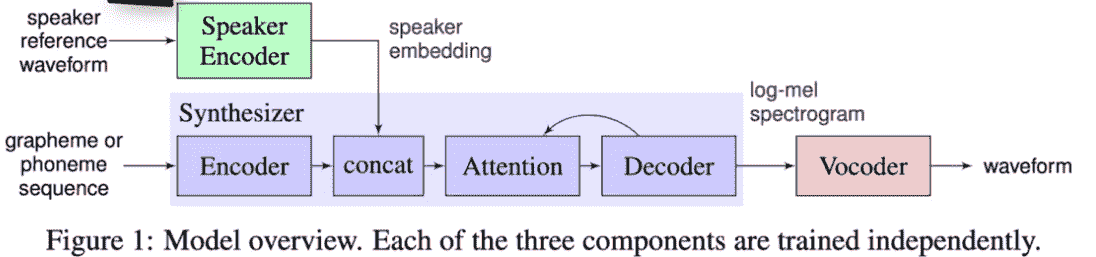 speaker
reference
waveform
Speaker
Encoder
speaker
embedding
Synthesizer
log-mel
spectrogram
grapheme or
phoneme
sequence
Encoder
concat
Attention
Decoder
Vocoder
waveform
Figure 1: Model overview. Each of the three components are trained independently.